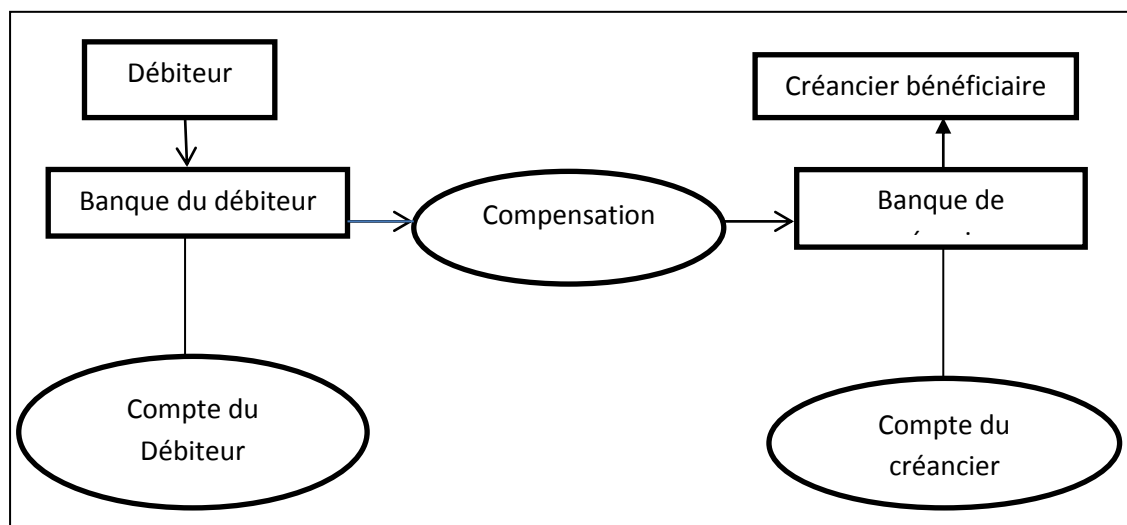 Débiteur
Créancier bénéficiaire
Banque du débiteur
Compensation
Banque de
Compte du
Débiteur
Compte du
créancier